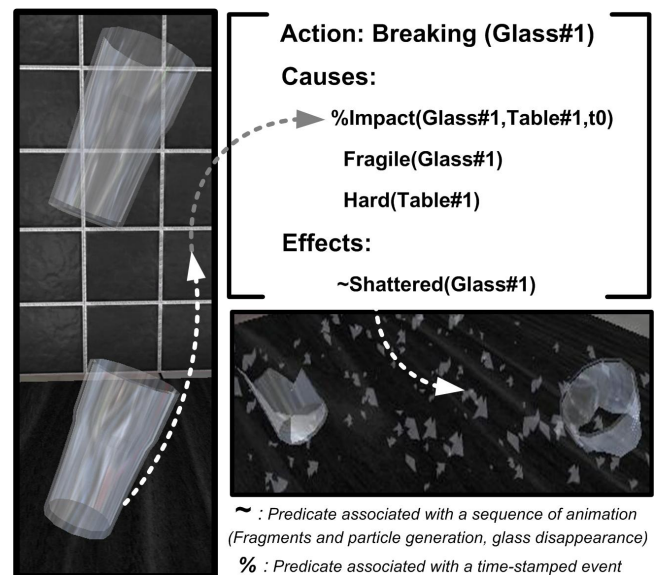 Action: Breaking (Glass#1)
Causes:
%Impact(Glass#1,Table#1,t0)
Fragile(Glass#1)
Hard(Table#1)
Effects:
~Shattered(Glass#1)
~ : Predicate associated with a sequence of animation
(Fragments and particle generation, glass disappearance)
% : Predicate associated with a time-stamped event